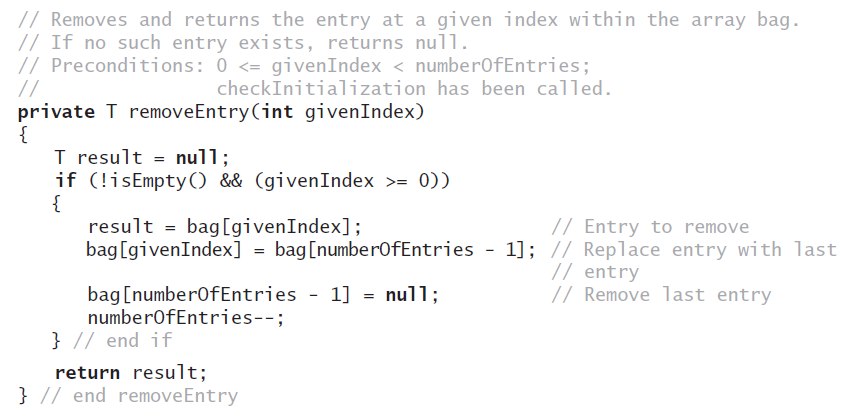 // Removes and returns the entry at a given index within the array bag.
// If no such entry exists, returns null.
// Preconditions: 0 <= givenIndex < numberOfEntries;
//                checkInitialization has been called.
private T removeEntry(int givenIndex)
{
   T result = null;
   if (!isEmpty() && (givenIndex >= 0))
   {
      result = bag[givenIndex];                 // Entry to remove
      bag[givenIndex] = bag[numberOfEntries - 1]; // Replace entry with last
                                                // entry
      bag[numberOfEntries - 1] = null;          // Remove last entry
      numberOfEntries--;
   } // end if
   return result;
} // end removeEntry